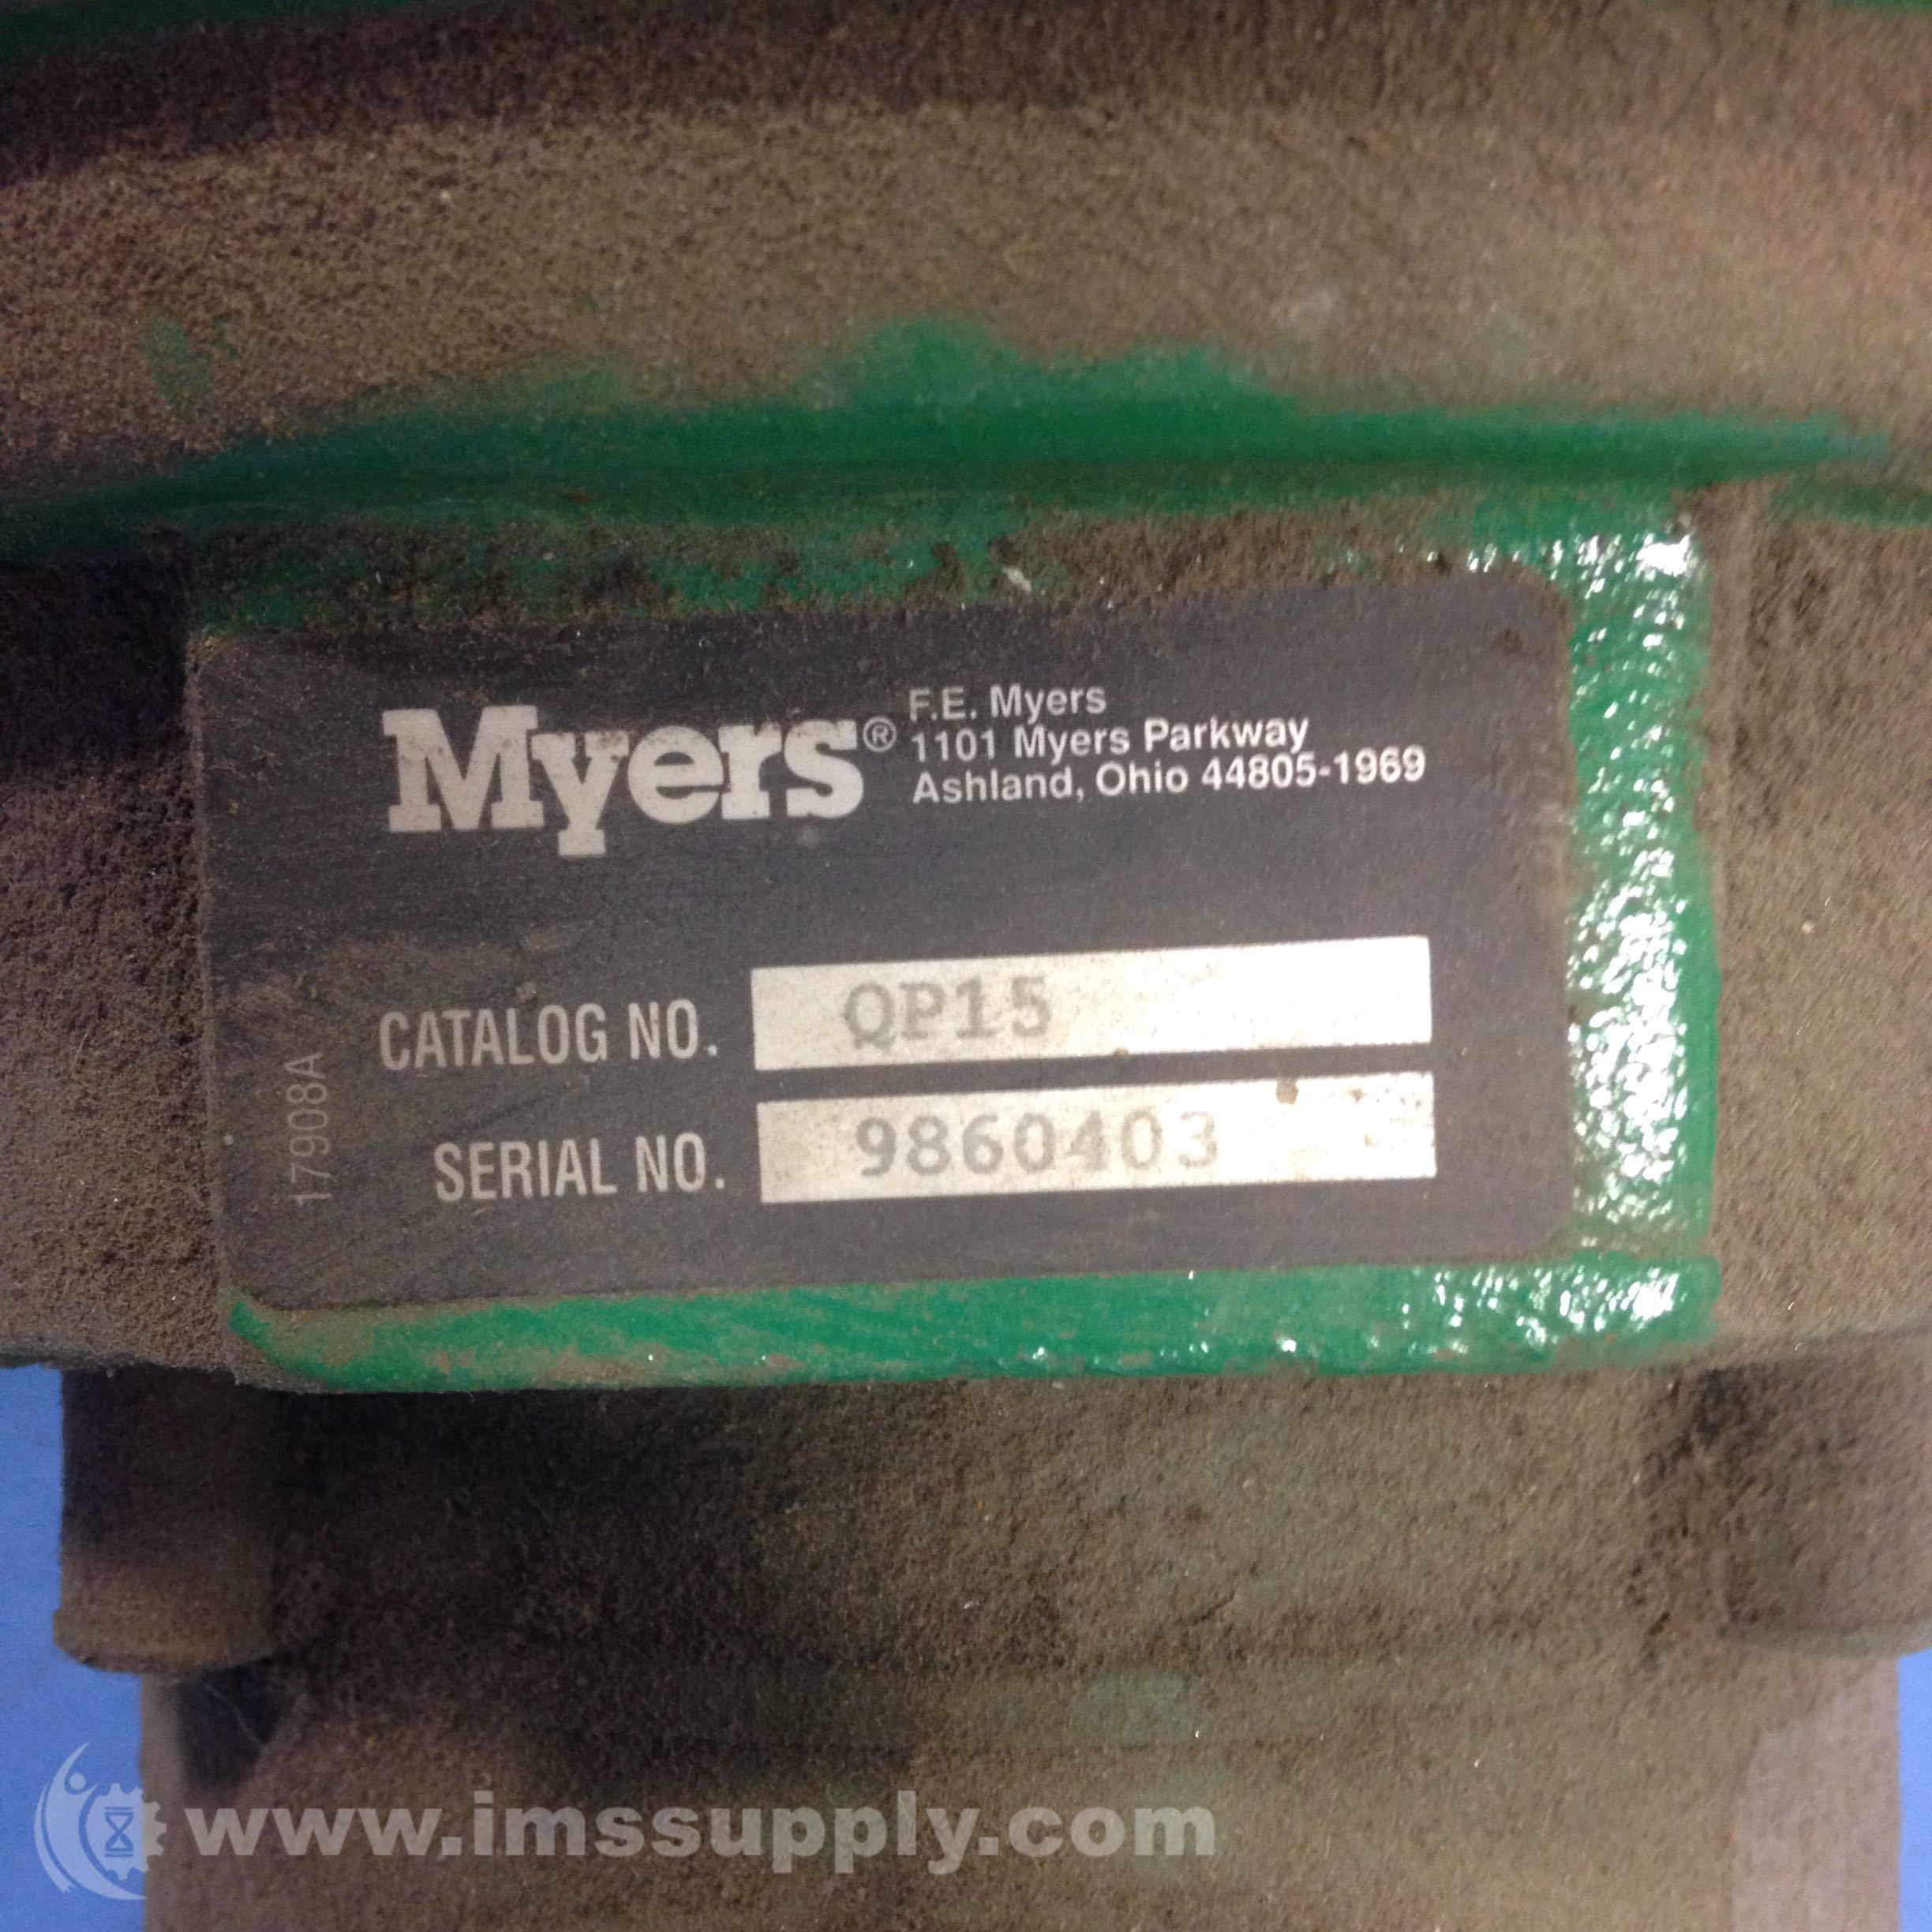 Myers®
F.E. Myers
1101 Myers Parkway
Ashland, Ohio 44805-1969
CATALOG NO. QP15
SERIAL NO. 9860403
17908A
www.imssupply.com